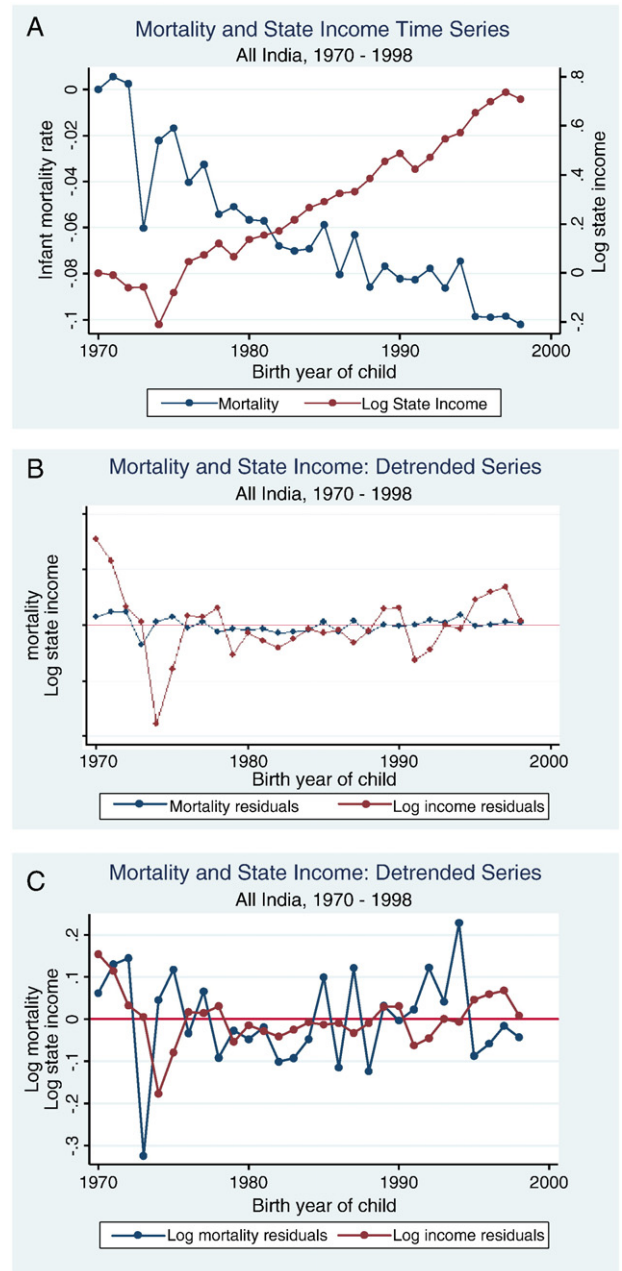 A
Mortality and State Income Time Series
All India, 1970 - 1998
Infant mortality rate
0
-.02
-.04
-.06
-.08
-.1
Log state income
.8
.6
.4
.2
0
-.2
1970
1980
1990
2000
Birth year of child
Mortality
Log State Income
B
Mortality and State Income: Detrended Series
All India, 1970 - 1998
mortality
Log state income
1970
1980
1990
2000
Birth year of child
Mortality residuals
Log income residuals
C
Mortality and State Income: Detrended Series
All India, 1970 - 1998
Log mortality
Log state income
.2
.1
0
-.1
-.2
-.3
1970
1980
1990
2000
Birth year of child
Log mortality residuals
Log income residuals